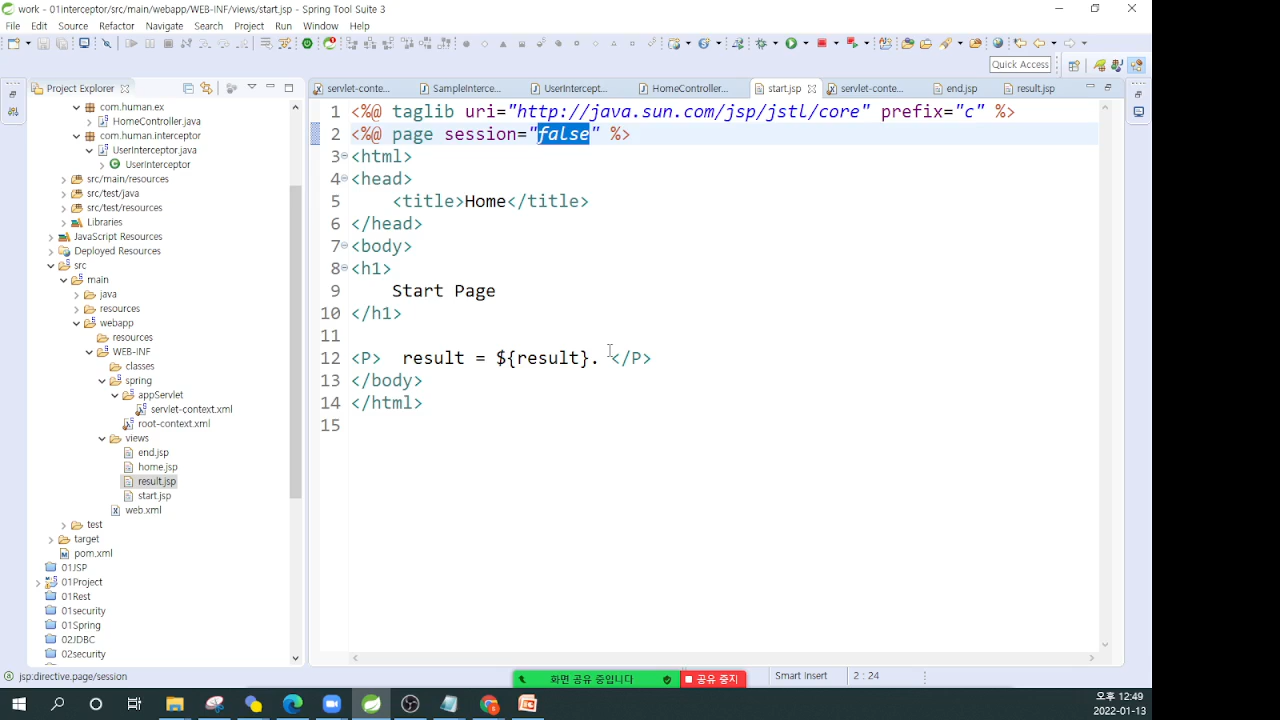 work - 01interceptor/src/main/webapp/WEB-INF/views/start.jsp - Spring Tool Suite 3
File Edit Source Refactor Navigate Search Project Run Window Help
Quick Access
Project Explorer
com.human.ex
HomeController.java
com.human.interceptor
UserInterceptor.java
UserInterceptor
src/main/resources
src/test/java
src/test/resources
Libraries
JavaScript Resources
Deployed Resources
src
main
java
resources
webapp
resources
WEB-INF
classes
spring
appServlet
servlet-context.xml
root-context.xml
views
end.jsp
home.jsp
result.jsp
start.jsp
web.xml
test
target
pom.xml
01JSP
01Project
01Rest
01security
01Spring
02JDBC
02security
servlet-conte... SampleInterce... UserIntercept... HomeController... start.jsp servlet-conte... end.jsp result.jsp
1 <%@ taglib uri="http://java.sun.com/jsp/jstl/core" prefix="c" %>
2 <%@ page session="false" %>
3 <html>
4 <head>
5 <title>Home</title>
6 </head>
7 <body>
8 <h1>
9 Start Page
10 </h1>
11
12 <P> result = ${result}. </P>
13 </body>
14 </html>
15
jsp:directive.page/session
화면 공유 중입니다
공유 중지
Smart Insert
2 : 24
오후 12:49
2022-01-13